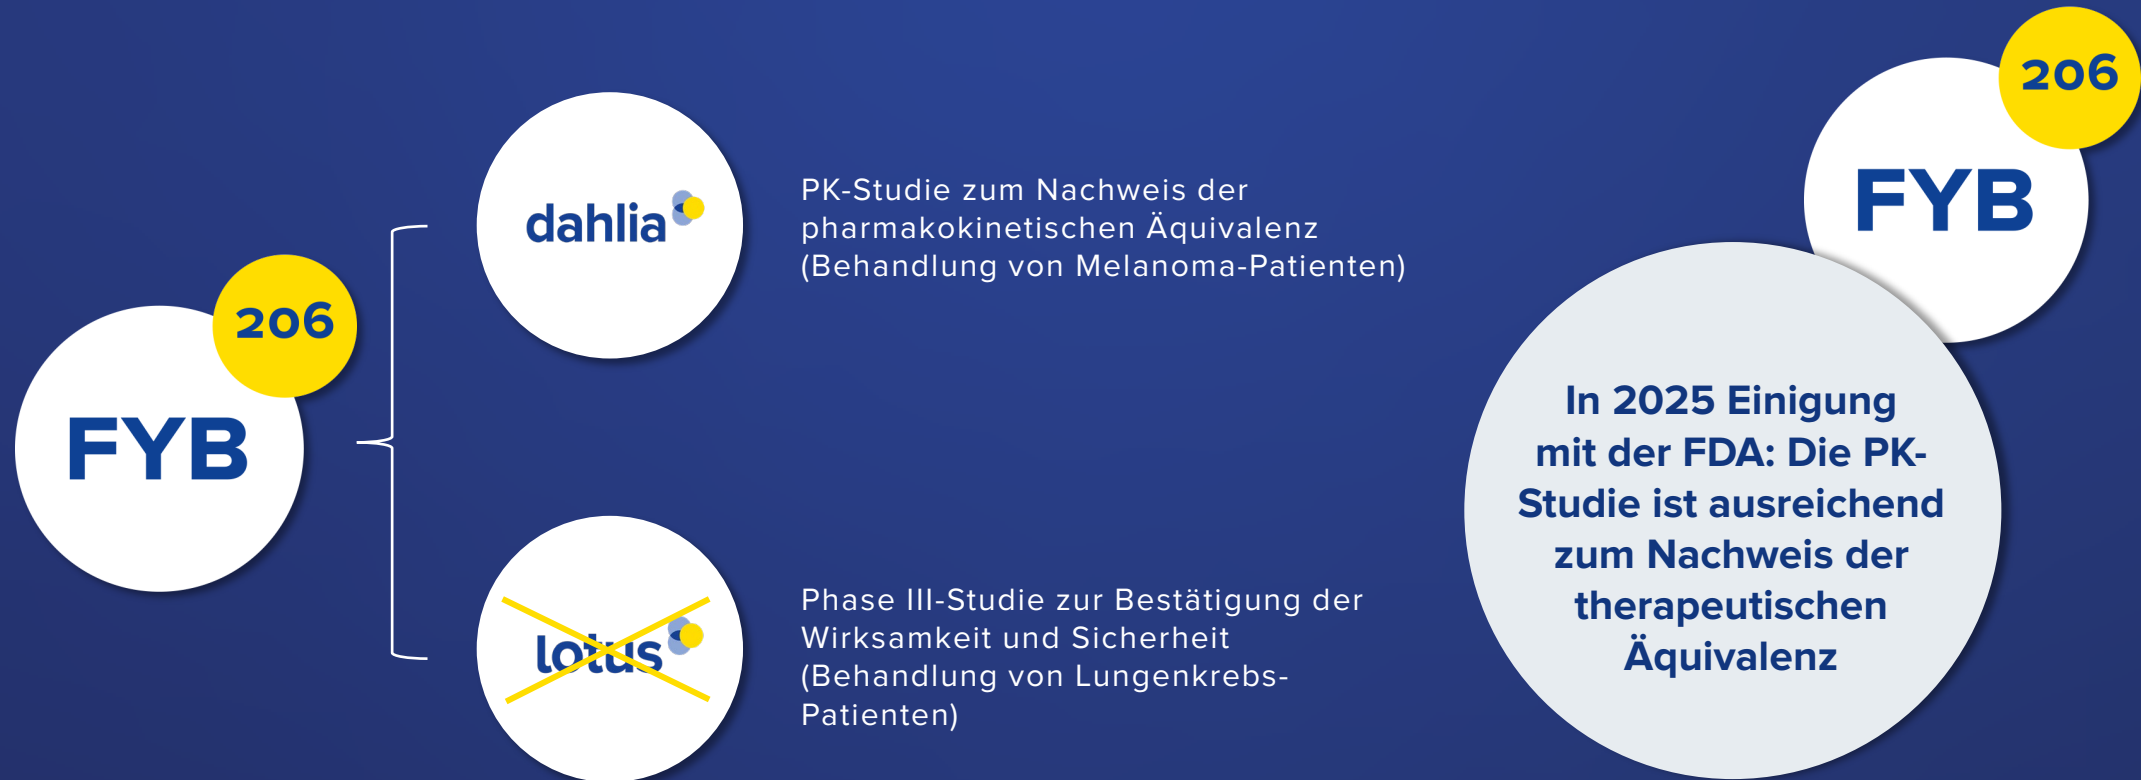 206
FYB
dahlia
PK-Studie zum Nachweis der
pharmakokinetischen Äquivalenz
(Behandlung von Melanoma-Patienten)
lotus
Phase III-Studie zur Bestätigung der
Wirksamkeit und Sicherheit
(Behandlung von Lungenkrebs-
Patienten)
206
FYB
In 2025 Einigung
mit der FDA: Die PK-
Studie ist ausreichend
zum Nachweis der
therapeutischen
Äquivalenz